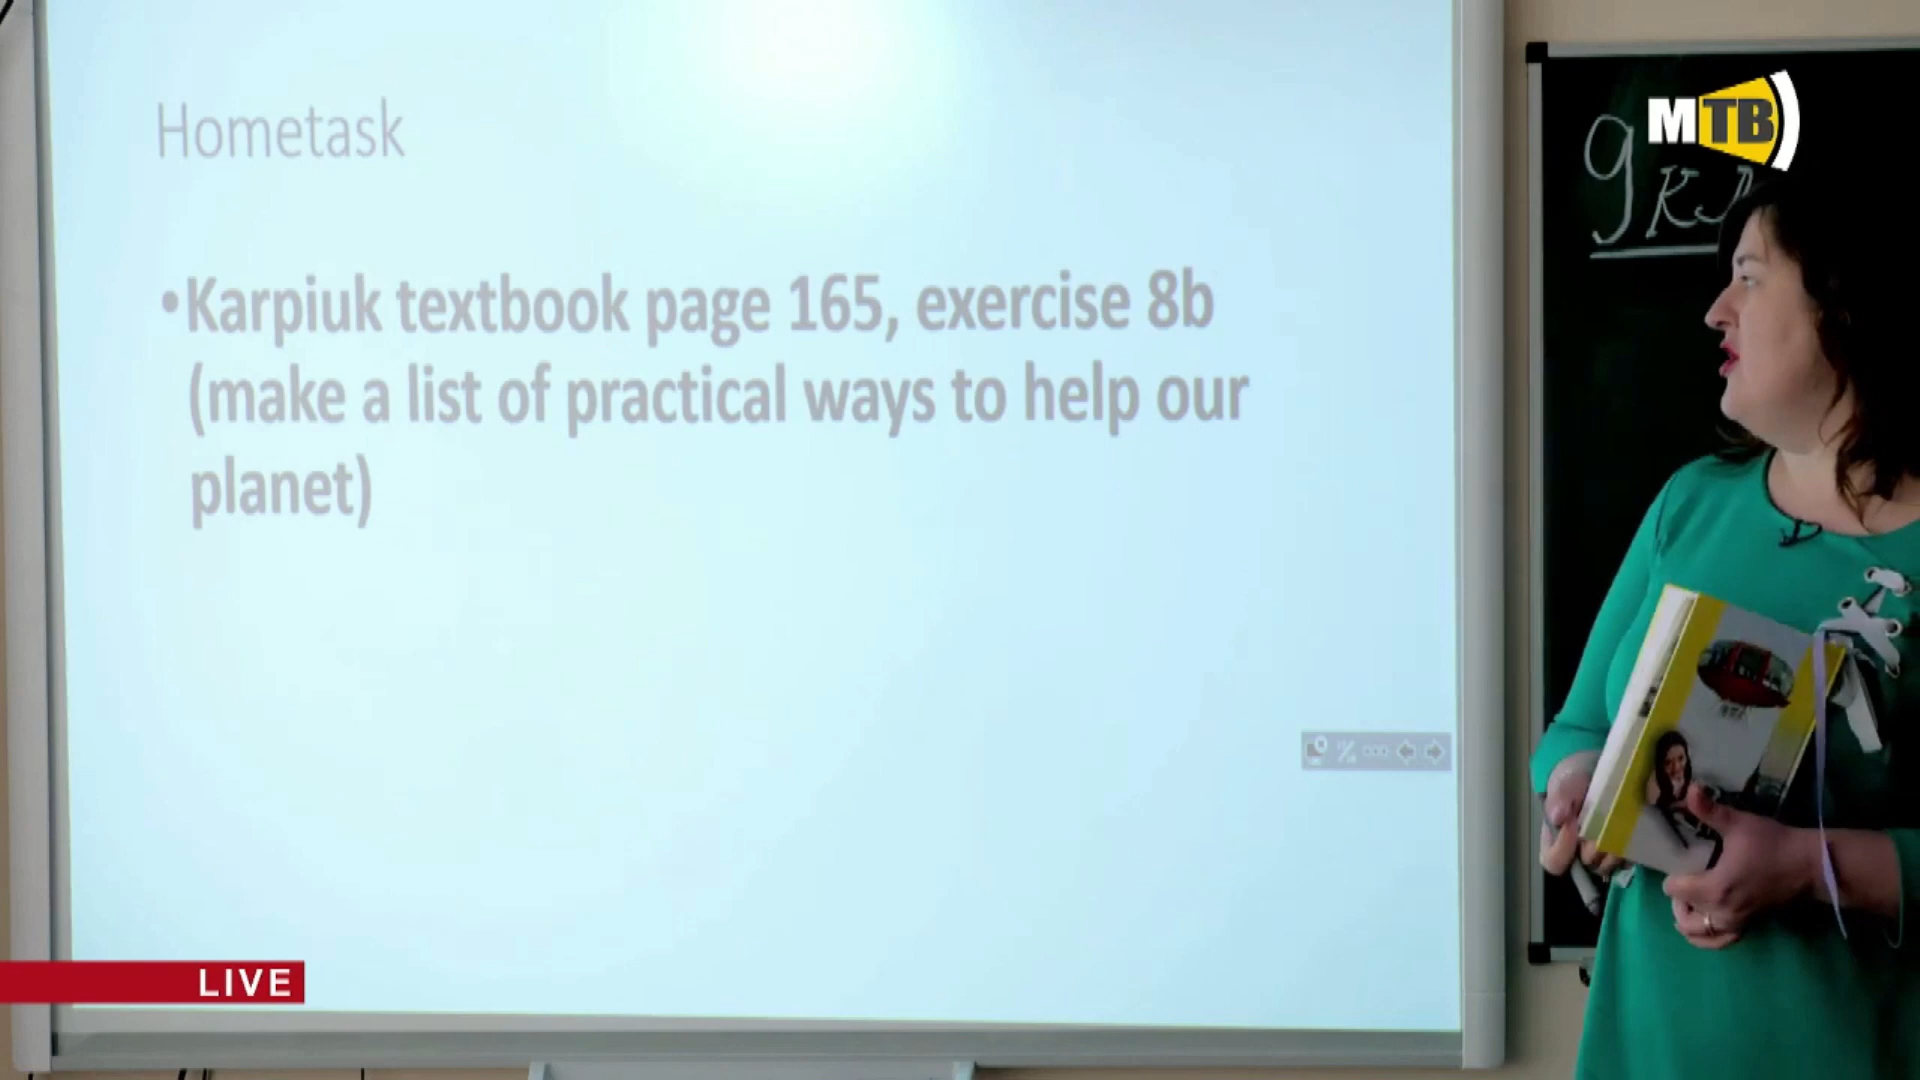 Hometask
•Karpiuk textbook page 165, exercise 8b
(make a list of practical ways to help our
planet)
9 кл
МТВ
LIVE